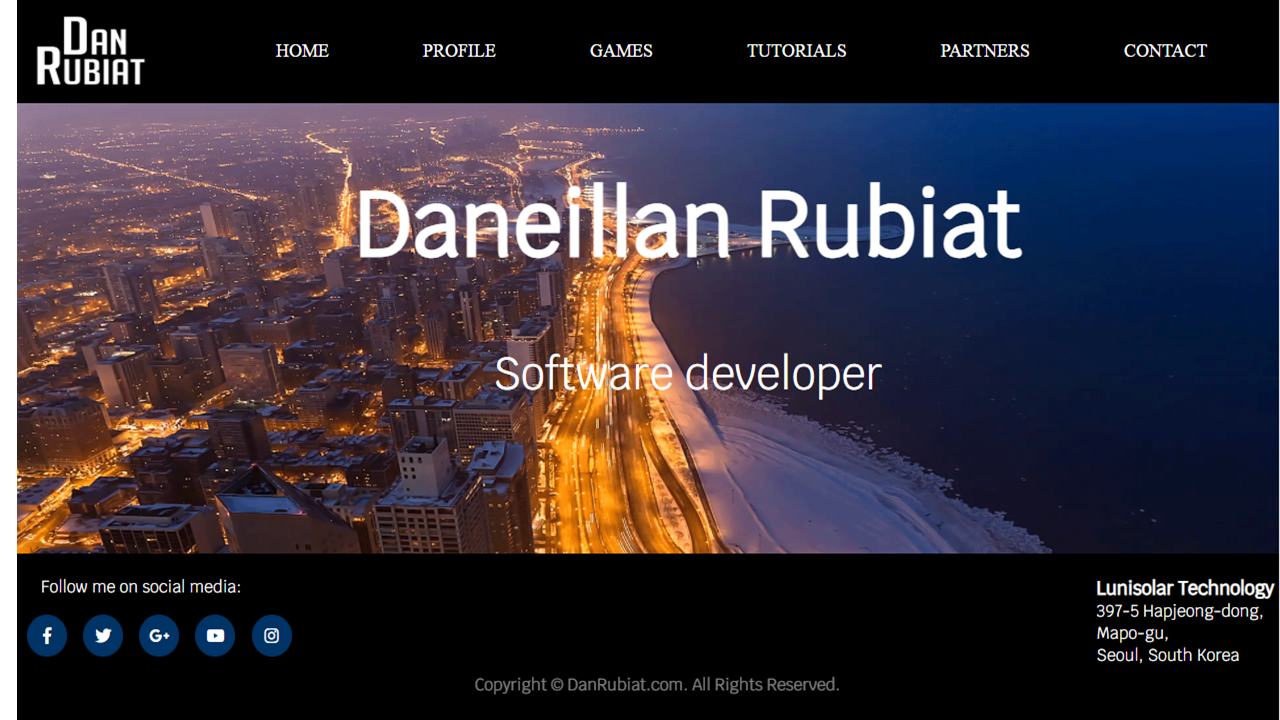 Dan
Rubiat
HOME PROFILE GAMES TUTORIALS PARTNERS CONTACT
Daneillan Rubiat
Software developer
Follow me on social media:
Lunisolar Technology
397-5 Hapjeong-dong,
Mapo-gu,
Seoul, South Korea
Copyright © DanRubiat.com. All Rights Reserved.